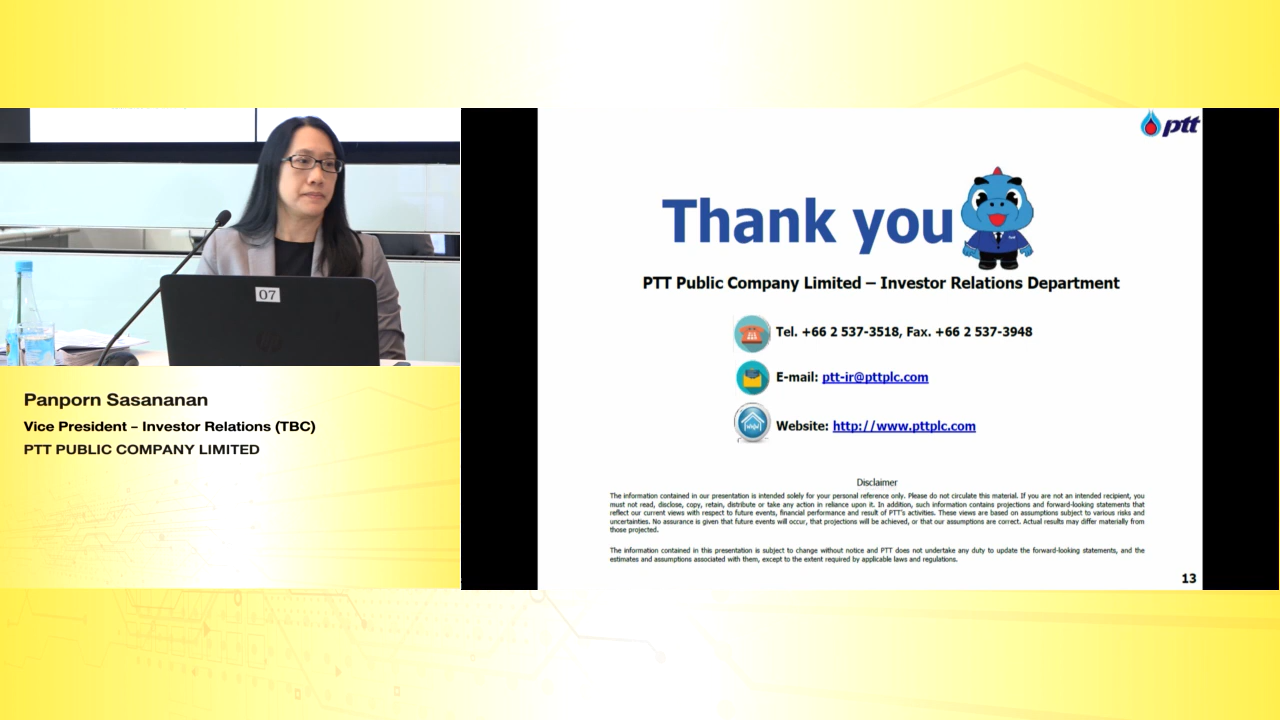 07
Panporn Sasananan
Vice President – Investor Relations (TBC)
PTT PUBLIC COMPANY LIMITED
ptt
Thank you
PTT Public Company Limited – Investor Relations Department
Tel. +66 2 537-3518, Fax. +66 2 537-3948
E-mail: ptt-ir@pttplc.com
Website: http://www.pttplc.com
Disclaimer
The information contained in our presentation is intended solely for your personal reference only. Please do not circulate this material. If you are not an intended recipient, you
must not read, disclose, copy, retain, distribute or take any action in reliance upon it. In addition, such information contains projections and forward-looking statements that
reflect our current views with respect to future events, financial performance and result of PTT's activities. These views are based on assumptions subject to various risks and
uncertainties. No assurance is given that future events will occur, that projections will be achieved, or that our assumptions are correct. Actual results may differ materially from
those projected.
The information contained in this presentation is subject to change without notice and PTT does not undertake any duty to update the forward-looking statements, and the
estimates and assumptions associated with them, except to the extent required by applicable laws and regulations.
13